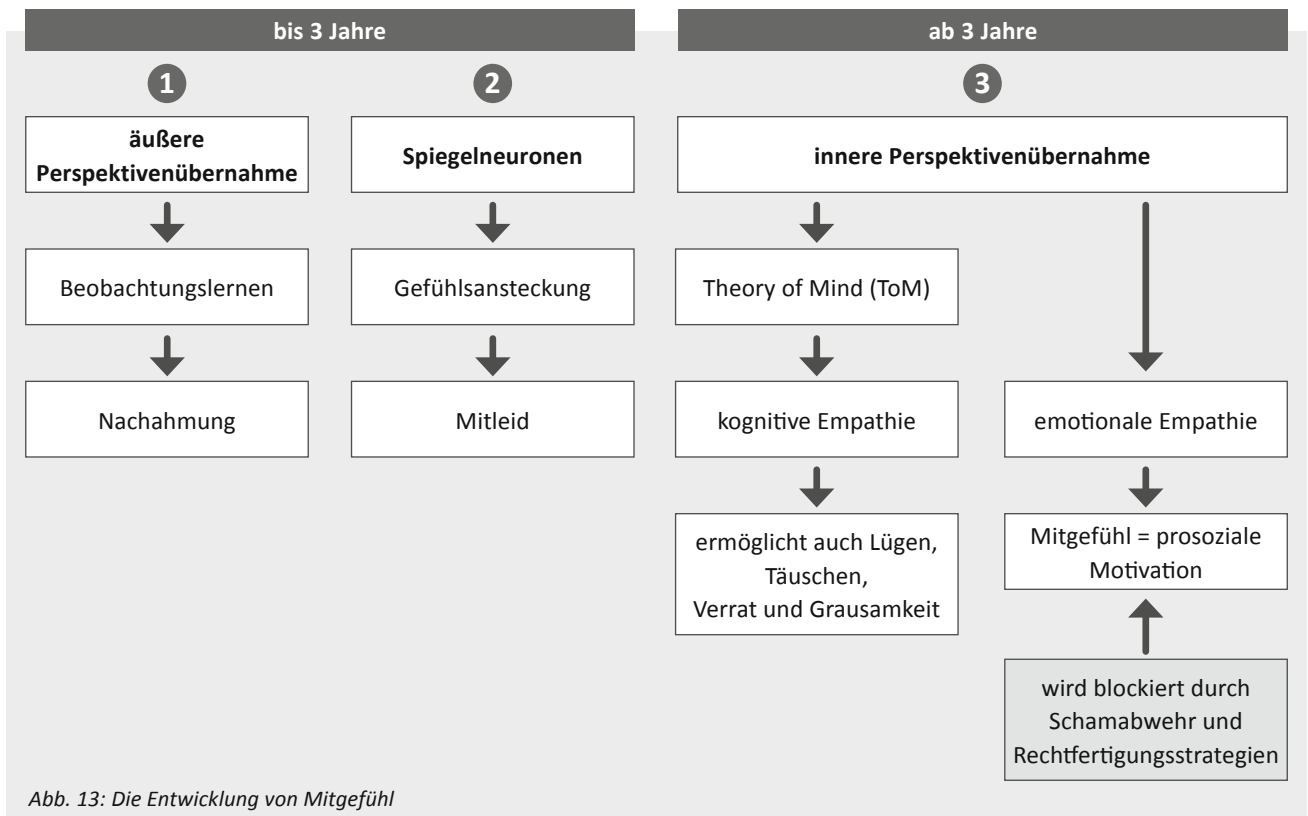 bis 3 Jahre
ab 3 Jahre
1
2
3
äußere
Perspektivenübernahme
Spiegelneuronen
innere Perspektivenübernahme
Beobachtungslernen
Gefühlsansteckung
Theory of Mind (ToM)
Nachahmung
Mitleid
kognitive Empathie
emotionale Empathie
ermöglicht auch Lügen,
Täuschen,
Verrat und Grausamkeit
Mitgefühl = prosoziale
Motivation
wird blockiert durch
Schamabwehr und
Rechtfertigungsstrategien
Abb. 13: Die Entwicklung von Mitgefühl